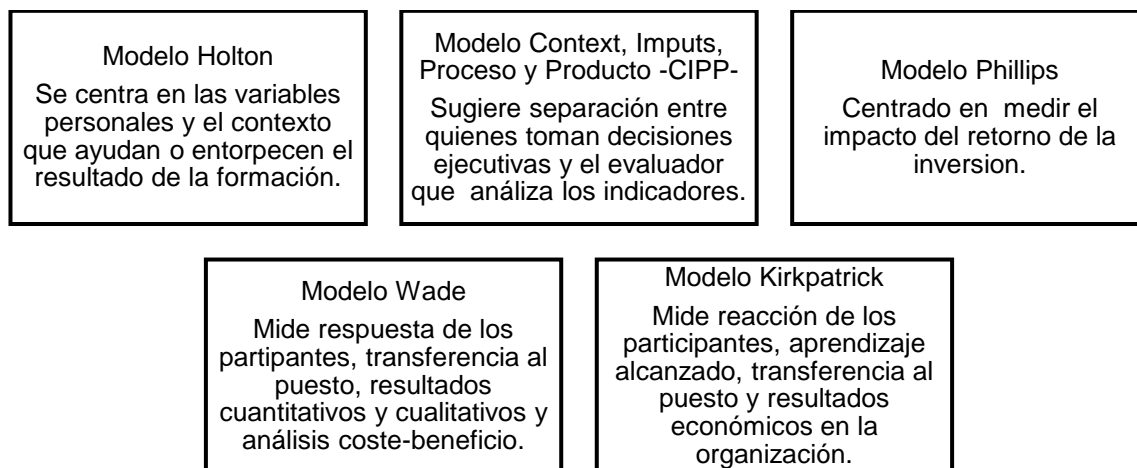 Modelo Holton
Se centra en las variables
personales y el contexto
que ayudan o entorpecen el
resultado de la formación.
Modelo Context, Imputs,
Proceso y Producto -CIPP-
Sugiere separación entre
quienes toman decisiones
ejecutivas y el evaluador
que análiza los indicadores.
Modelo Phillips
Centrado en medir el
impacto del retorno de la
inversion.
Modelo Wade
Mide respuesta de los
partipantes, transferencia al
puesto, resultados
cuantitativos y cualitativos y
análisis coste-beneficio.
Modelo Kirkpatrick
Mide reacción de los
participantes, aprendizaje
alcanzado, transferencia al
puesto y resultados
económicos en la
organización.